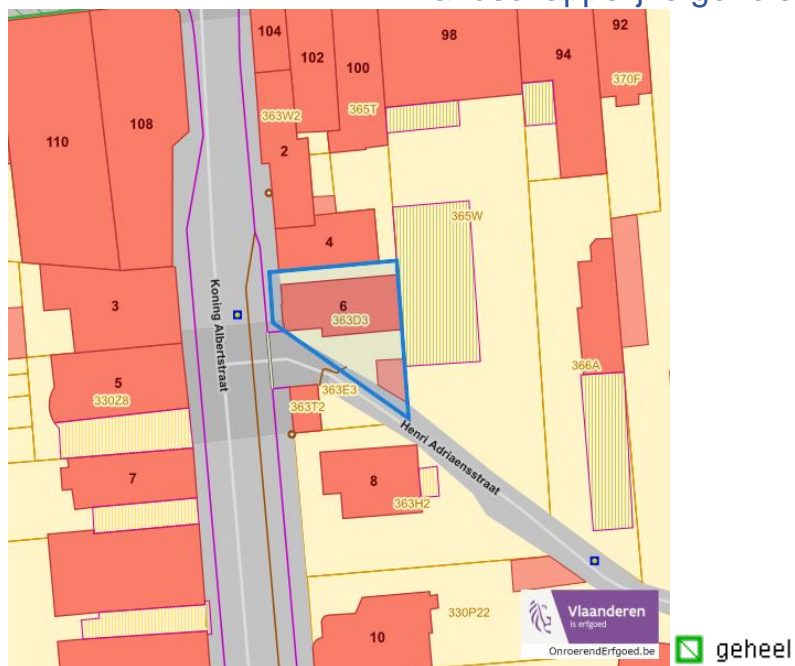 104
102
100
98
94
92
370F
363W2
365T
110
108
2
365W
4
3
Koning Albertstraat
6
363D3
5
330Z8
366A
363E3
363T2
Henri Adriaensstraat
7
8
363H2
330P22
10
Vlaanderen
is erfgoed
OnroerendErfgoed.be
geheel